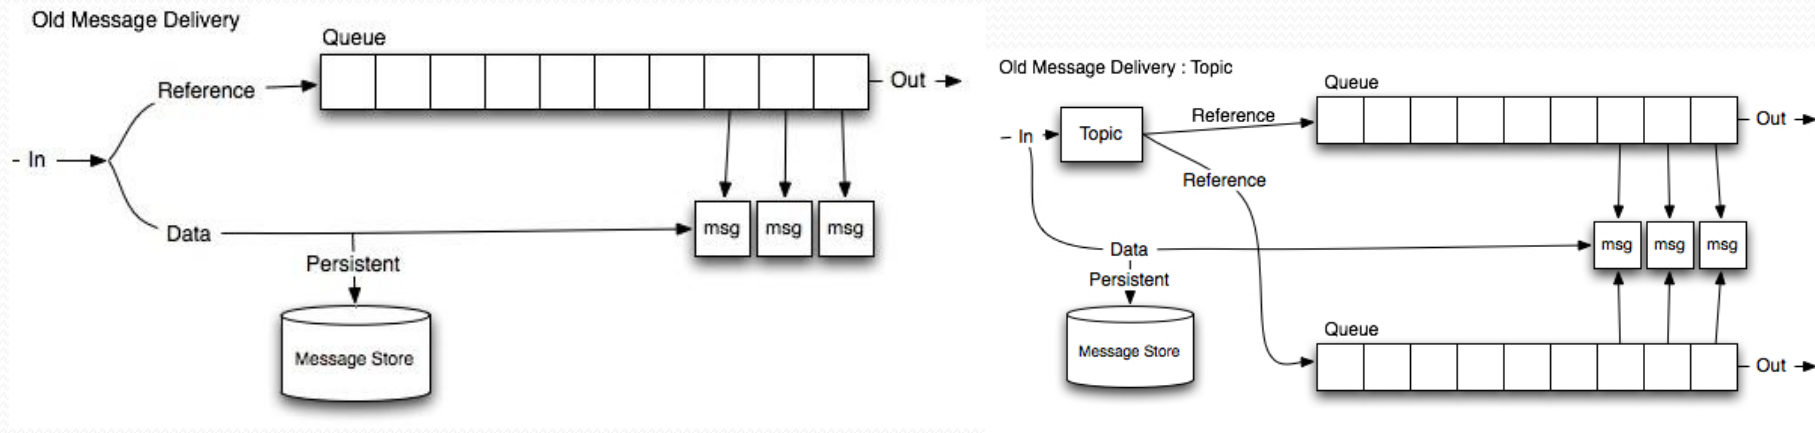 Old Message Delivery
Queue
Reference
Out
In
Data
msg
msg
msg
Persistent
Message Store
Old Message Delivery : Topic
Queue
Reference
Out
In
Topic
Reference
Data
msg
msg
msg
Persistent
Queue
Message Store
Out